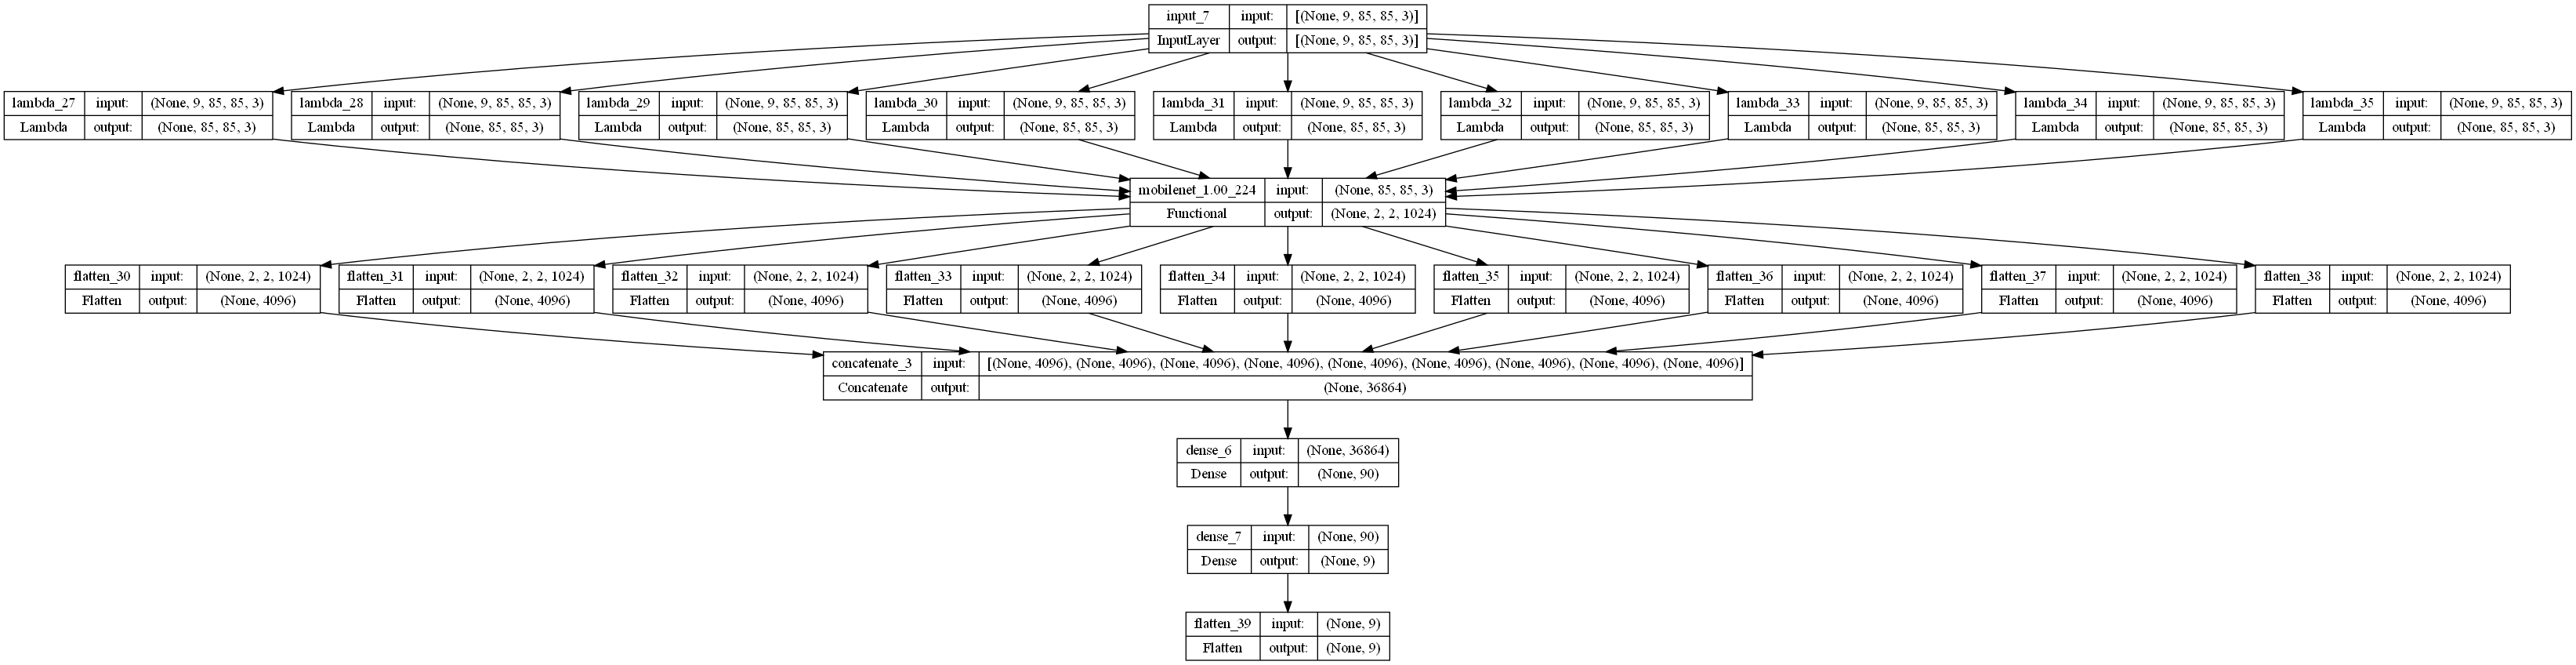 input_7 input: [(None, 9, 85, 85, 3)]
InputLayer output: [(None, 9, 85, 85, 3)]
lambda_27 input: (None, 9, 85, 85, 3) lambda_28 input: (None, 9, 85, 85, 3) lambda_29 input: (None, 9, 85, 85, 3) lambda_30 input: (None, 9, 85, 85, 3) lambda_31 input: (None, 9, 85, 85, 3) lambda_32 input: (None, 9, 85, 85, 3) lambda_33 input: (None, 9, 85, 85, 3) lambda_34 input: (None, 9, 85, 85, 3) lambda_35 input: (None, 9, 85, 85, 3)
Lambda output: (None, 85, 85, 3) Lambda output: (None, 85, 85, 3) Lambda output: (None, 85, 85, 3) Lambda output: (None, 85, 85, 3) Lambda output: (None, 85, 85, 3) Lambda output: (None, 85, 85, 3) Lambda output: (None, 85, 85, 3) Lambda output: (None, 85, 85, 3) Lambda output: (None, 85, 85, 3)
mobilenet_1.00_224 input: (None, 85, 85, 3)
Functional output: (None, 2, 2, 1024)
flatten_30 input: (None, 2, 2, 1024) flatten_31 input: (None, 2, 2, 1024) flatten_32 input: (None, 2, 2, 1024) flatten_33 input: (None, 2, 2, 1024) flatten_34 input: (None, 2, 2, 1024) flatten_35 input: (None, 2, 2, 1024) flatten_36 input: (None, 2, 2, 1024) flatten_37 input: (None, 2, 2, 1024) flatten_38 input: (None, 2, 2, 1024)
Flatten output: (None, 4096) Flatten output: (None, 4096) Flatten output: (None, 4096) Flatten output: (None, 4096) Flatten output: (None, 4096) Flatten output: (None, 4096) Flatten output: (None, 4096) Flatten output: (None, 4096) Flatten output: (None, 4096)
concatenate_3 input: [(None, 4096), (None, 4096), (None, 4096), (None, 4096), (None, 4096), (None, 4096), (None, 4096), (None, 4096), (None, 4096)]
Concatenate output: (None, 36864)
dense_6 input: (None, 36864)
Dense output: (None, 90)
dense_7 input: (None, 90)
Dense output: (None, 9)
flatten_39 input: (None, 9)
Flatten output: (None, 9)